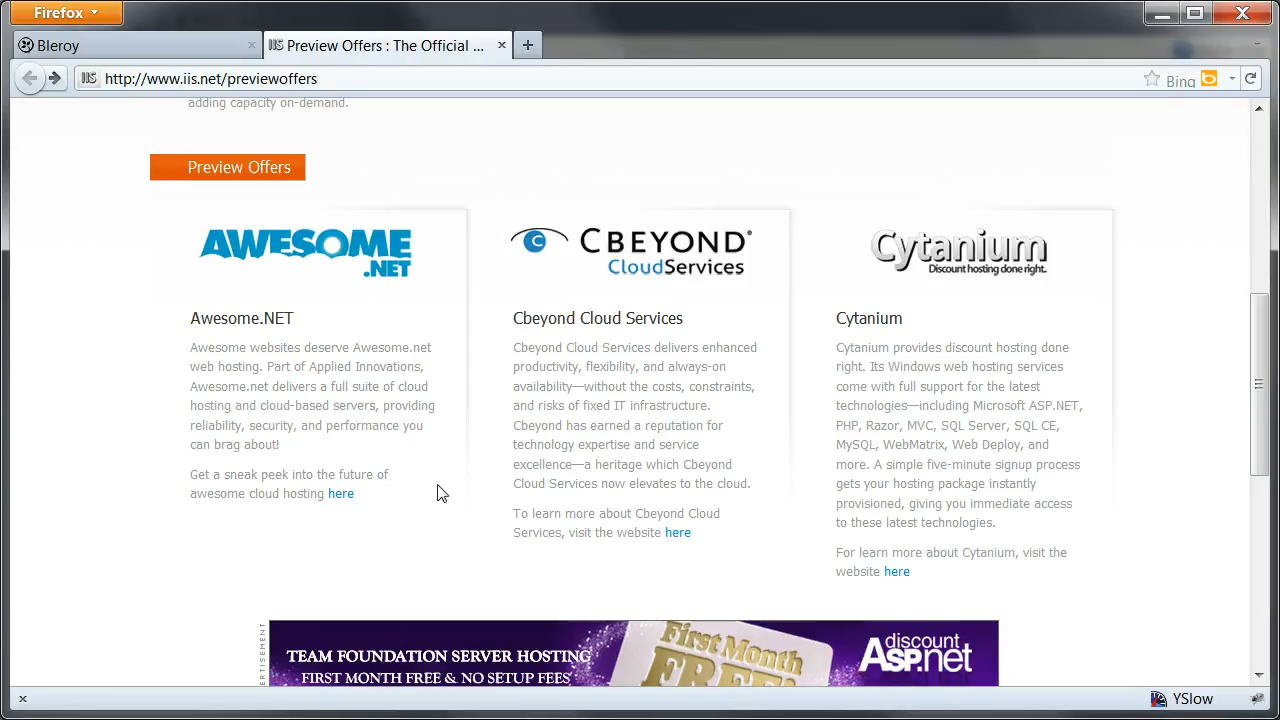 Firefox
Bleroy
IIS Preview Offers : The Official ...
IIS http://www.iis.net/previewoffers
Bing
adding capacity on-demand.
Preview Offers
AWESOME
.NET
Awesome.NET
Awesome websites deserve Awesome.net
web hosting. Part of Applied Innovations,
Awesome.net delivers a full suite of cloud
hosting and cloud-based servers, providing
reliability, security, and performance you
can brag about!
Get a sneak peek into the future of
awesome cloud hosting here
C CBEYOND
CloudServices
Cbeyond Cloud Services
Cbeyond Cloud Services delivers enhanced
productivity, flexibility, and always-on
availability—without the costs, constraints,
and risks of fixed IT infrastructure.
Cbeyond has earned a reputation for
technology expertise and service
excellence—a heritage which Cbeyond
Cloud Services now elevates to the cloud.
To learn more about Cbeyond Cloud
Services, visit the website here
Cytanium
Discount hosting done right.
Cytanium
Cytanium provides discount hosting done
right. Its Windows web hosting services
come with full support for the latest
technologies—including Microsoft ASP.NET,
PHP, Razor, MVC, SQL Server, SQL CE,
MySQL, WebMatrix, Web Deploy, and
more. A simple five-minute signup process
gets your hosting package instantly
provisioned, giving you immediate access
to these latest technologies.
For learn more about Cytanium, visit the
website here
TEAM FOUNDATION SERVER HOSTING
FIRST MONTH FREE & NO SETUP FEES
First Month
FREE
discount
ASP.net
YSlow